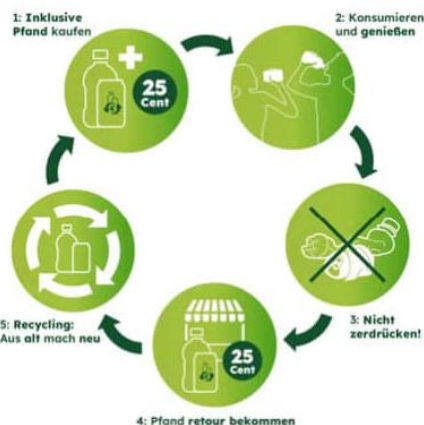 1: Inklusive
Pfand kaufen
25
Cent
2: Konsumieren
und genießen
3: Nicht
zerdrücken!
25
Cent
4: Pfand retour bekommen
5: Recycling:
Aus alt mach neu